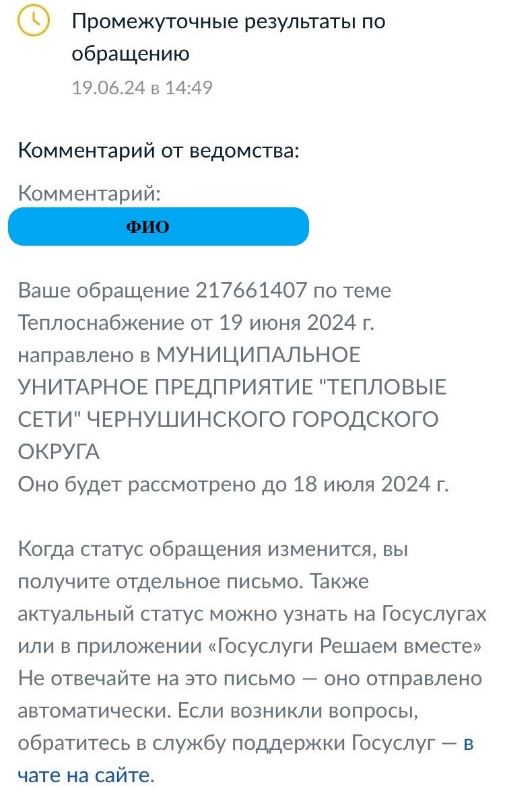 Промежуточные результаты по
обращению
19.06.24 в 14:49
Комментарий от ведомства:
Комментарий:
ФИО
Ваше обращение 217661407 по теме
Теплоснабжение от 19 июня 2024 г.
направлено в МУНИЦИПАЛЬНОЕ
УНИТАРНОЕ ПРЕДПРИЯТИЕ "ТЕПЛОВЫЕ
СЕТИ" ЧЕРНУШИНСКОГО ГОРОДСКОГО
ОКРУГА
Оно будет рассмотрено до 18 июля 2024 г.
Когда статус обращения изменится, вы
получите отдельное письмо. Также
актуальный статус можно узнать на Госуслугах
или в приложении «Госуслуги Решаем вместе»
Не отвечайте на это письмо — оно отправлено
автоматически. Если возникли вопросы,
обратитесь в службу поддержки Госуслуг — в
чате на сайте.